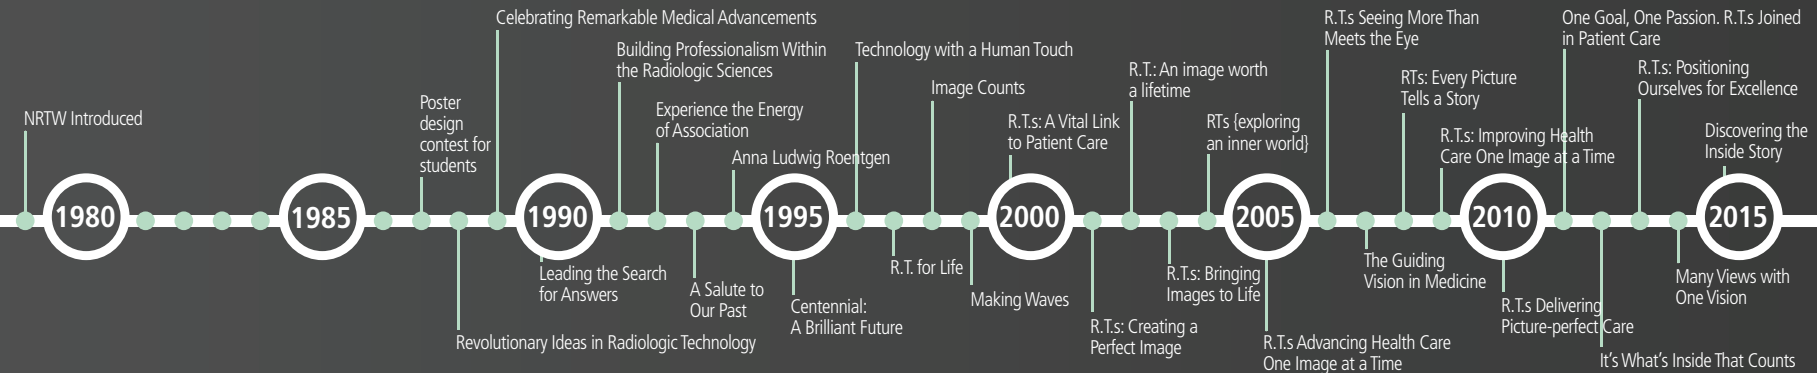 NRTW Introduced
1980
1985
Poster
design
contest for
students
Revolutionary Ideas in Radiologic Technology
Celebrating Remarkable Medical Advancements
1990
Leading the Search
for Answers
Building Professionalism Within
the Radiologic Sciences
Experience the Energy
of Association
A Salute to
Our Past
Anna Ludwig Roentgen
1995
Centennial:
A Brilliant Future
Technology with a Human Touch
R.T. for Life
Image Counts
Making Waves
2000
R.T.s: A Vital Link
to Patient Care
R.T.s: Creating a
Perfect Image
R.T.: An image worth
a lifetime
R.T.s: Bringing
Images to Life
RTs {exploring
an inner world}
2005
R.T.s Advancing Health Care
One Image at a Time
R.T.s Seeing More Than
Meets the Eye
The Guiding
Vision in Medicine
RTs: Every Picture
Tells a Story
R.T.s: Improving Health
Care One Image at a Time
2010
R.T.s Delivering
Picture-perfect Care
One Goal, One Passion. R.T.s Joined
in Patient Care
It's What's Inside That Counts
R.T.s: Positioning
Ourselves for Excellence
Many Views with
One Vision
2015
Discovering the
Inside Story